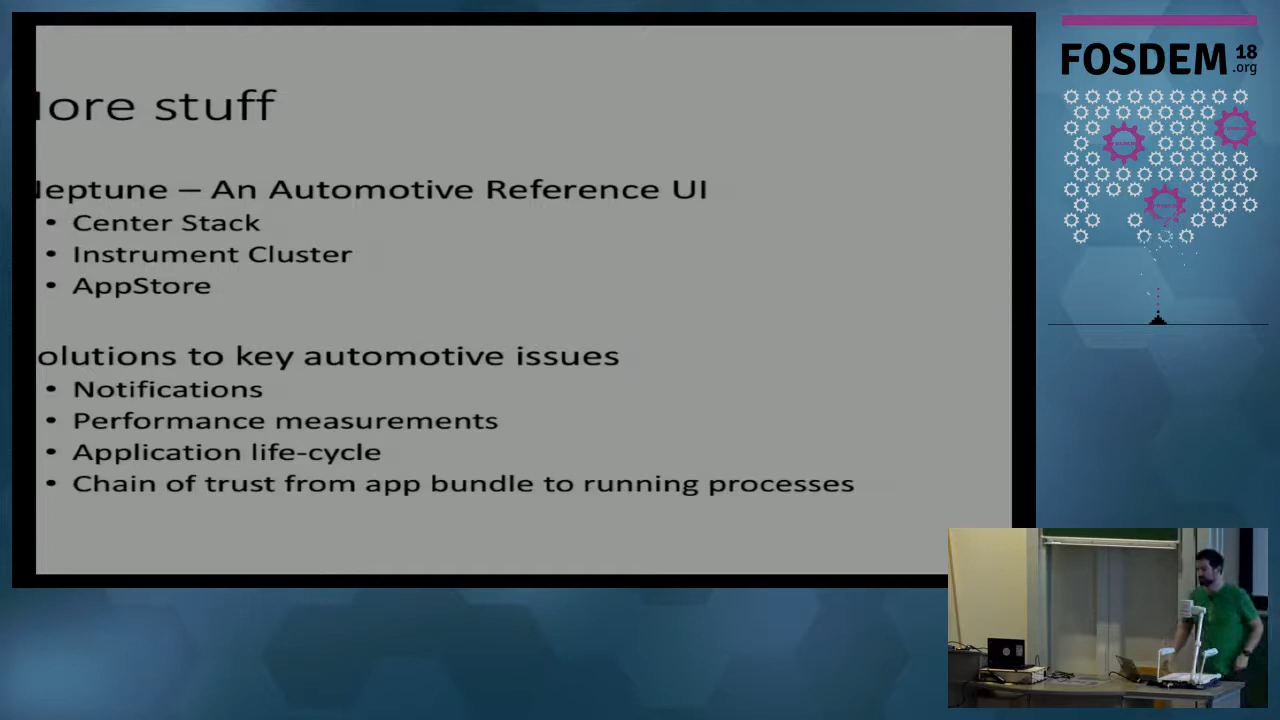 ore stuff
eptune – An Automotive Reference UI
• Center Stack
• Instrument Cluster
• AppStore
olutions to key automotive issues
• Notifications
• Performance measurements
• Application life-cycle
• Chain of trust from app bundle to running processes
FOSDEM 18
.org